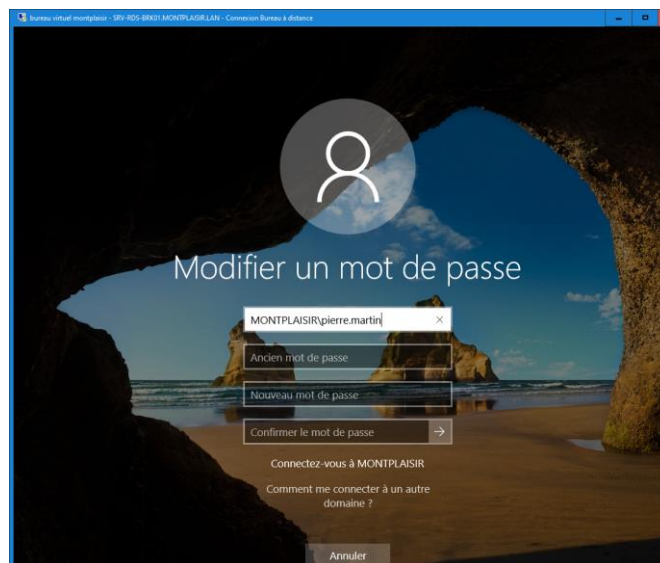 bureau virtuel montplaisir - SRV-RDS-BRK01.MONTPLAISIR.LAN - Connexion Bureau à distance
Modifier un mot de passe
MONTPLAISIR\pierre.martin
Ancien mot de passe
Nouveau mot de passe
Confirmer le mot de passe
Connectez-vous à MONTPLAISIR
Comment me connecter à un autre
domaine ?
Annuler